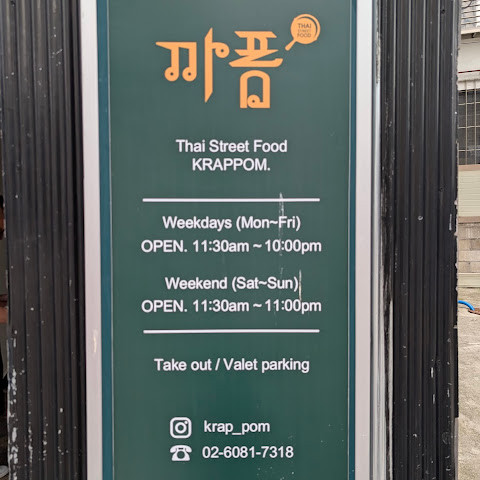 까폼
THAI
STREET
FOOD
Thai Street Food
KRAPPOM.
Weekdays (Mon~Fri)
OPEN. 11:30am ~ 10:00pm
Weekend (Sat~Sun)
OPEN. 11:30am ~ 11:00pm
Take out / Valet parking
krap_pom
02-6081-7318